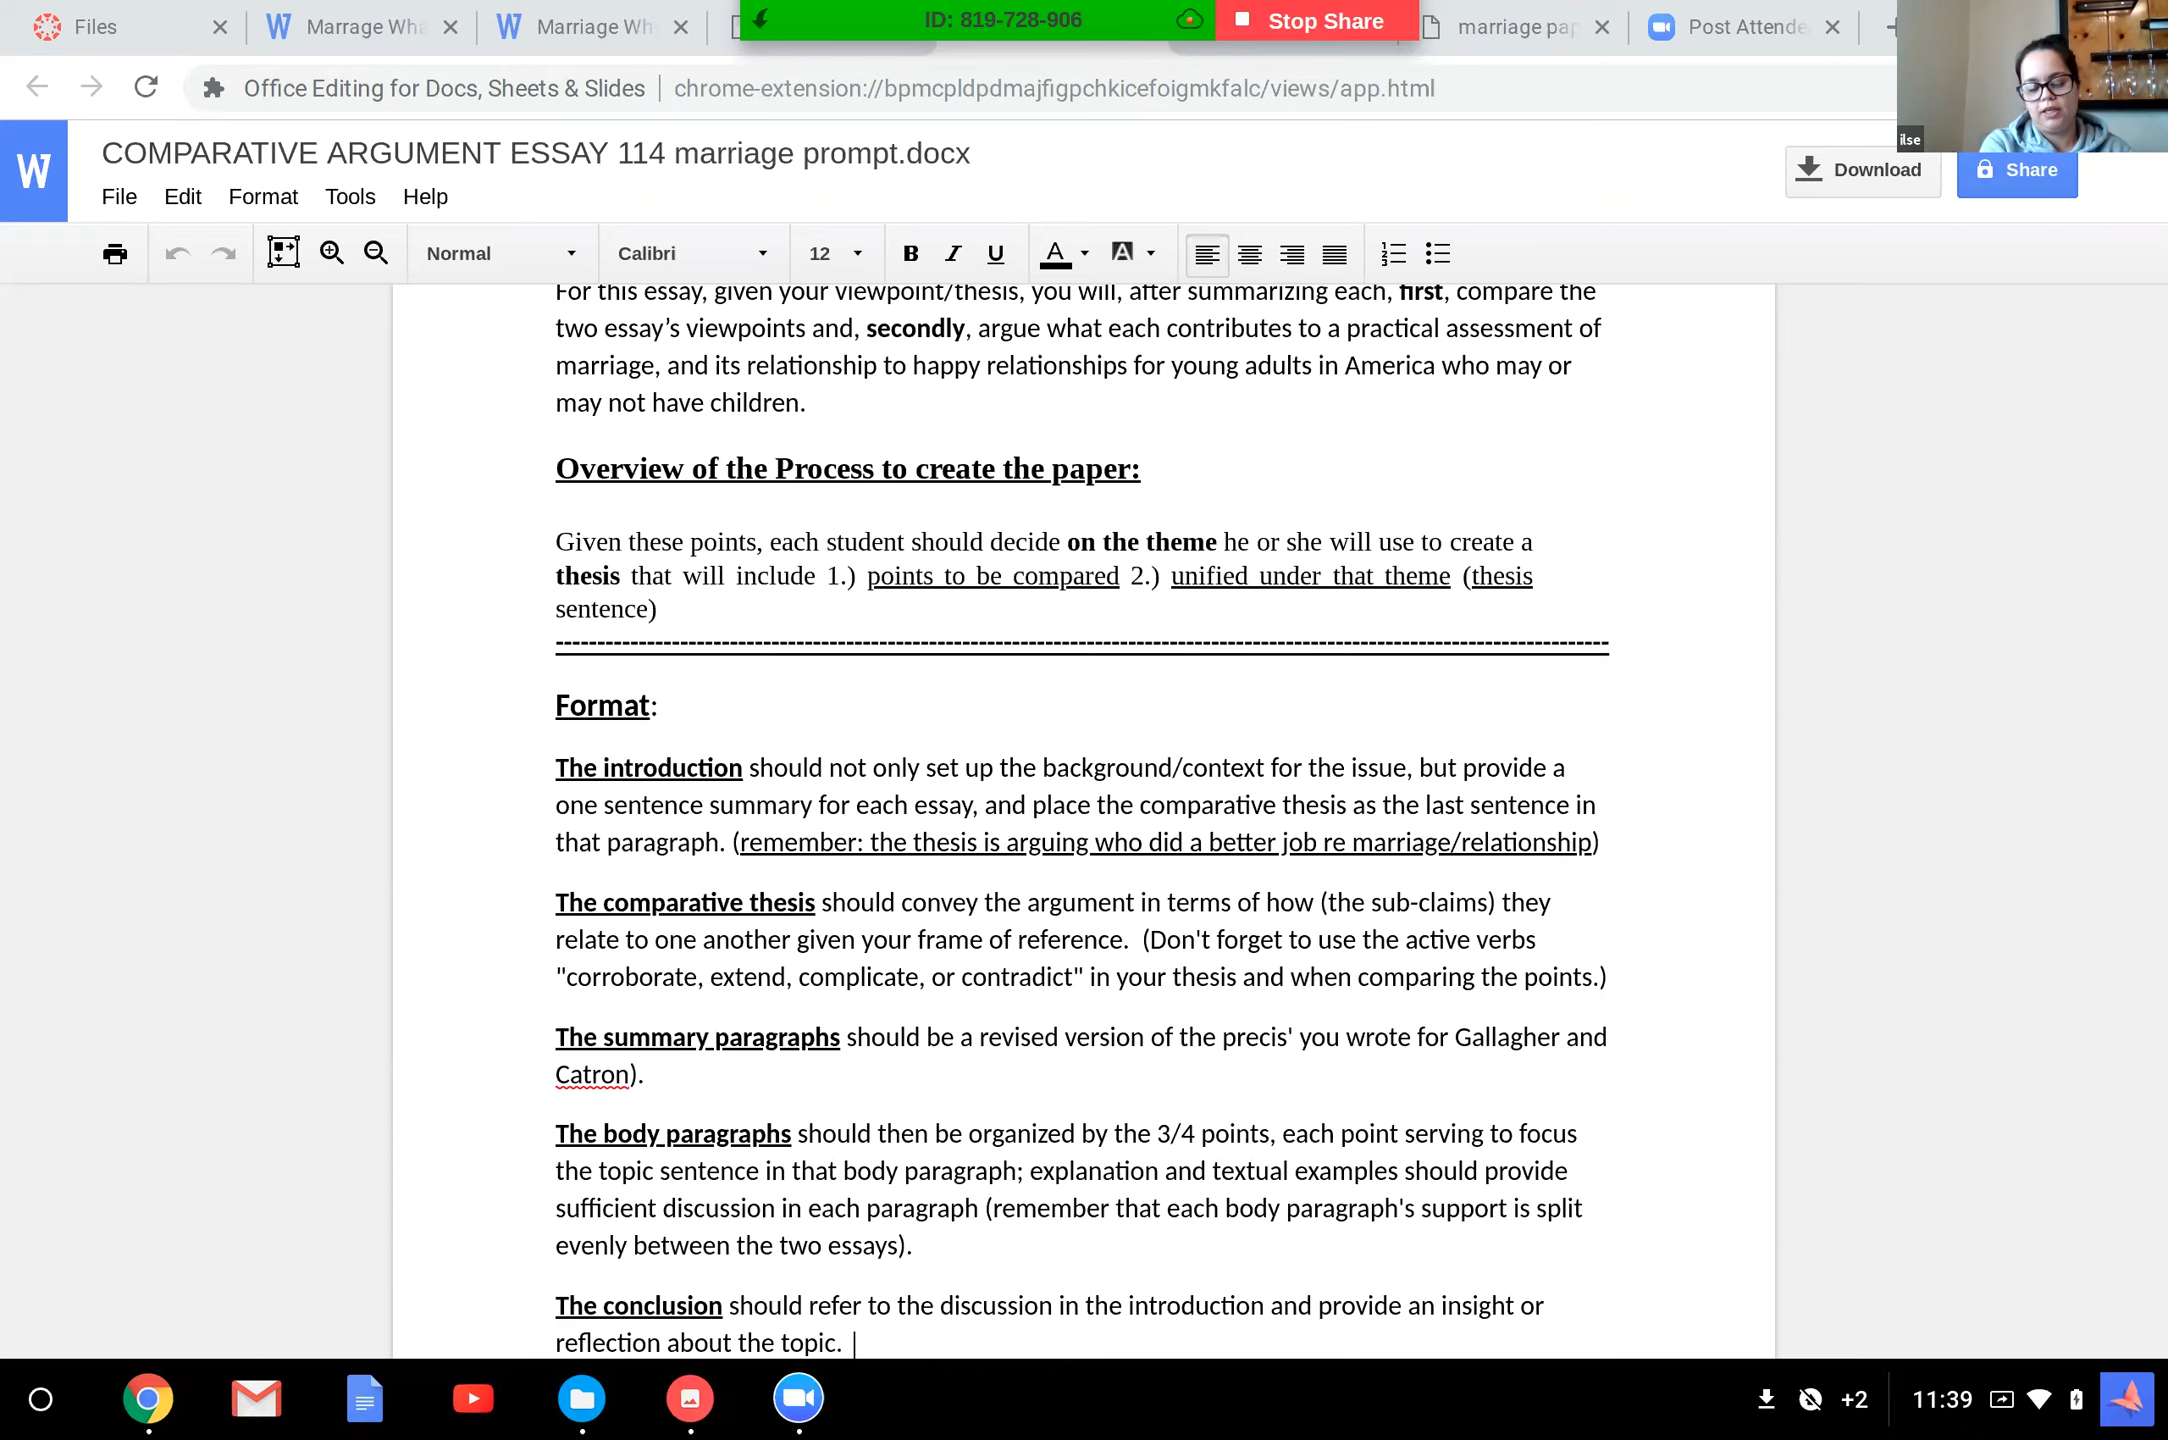 Files
Marrage Wha
Marriage Wh
ID: 819-728-906
Stop Share
marriage pap
Post Attende
Office Editing for Docs, Sheets & Slides
chrome-extension://bpmcpldpdmajfigpchkicefoigmkfalc/views/app.html
ilse
W
COMPARATIVE ARGUMENT ESSAY 114 marriage prompt.docx
File Edit Format Tools Help
Download
Share
Normal
Calibri
12
B I U A A
For this essay, given your viewpoint/thesis, you will, after summarizing each, first, compare the
two essay’s viewpoints and, secondly, argue what each contributes to a practical assessment of
marriage, and its relationship to happy relationships for young adults in America who may or
may not have children.
Overview of the Process to create the paper:
Given these points, each student should decide on the theme he or she will use to create a
thesis that will include 1.) points to be compared 2.) unified under that theme (thesis
sentence)
Format:
The introduction should not only set up the background/context for the issue, but provide a
one sentence summary for each essay, and place the comparative thesis as the last sentence in
that paragraph. (remember: the thesis is arguing who did a better job re marriage/relationship)
The comparative thesis should convey the argument in terms of how (the sub-claims) they
relate to one another given your frame of reference.  (Don't forget to use the active verbs
"corroborate, extend, complicate, or contradict" in your thesis and when comparing the points.)
The summary paragraphs should be a revised version of the precis' you wrote for Gallagher and
Catron).
The body paragraphs should then be organized by the 3/4 points, each point serving to focus
the topic sentence in that body paragraph; explanation and textual examples should provide
sufficient discussion in each paragraph (remember that each body paragraph's support is split
evenly between the two essays).
The conclusion should refer to the discussion in the introduction and provide an insight or
reflection about the topic.
+2
11:39